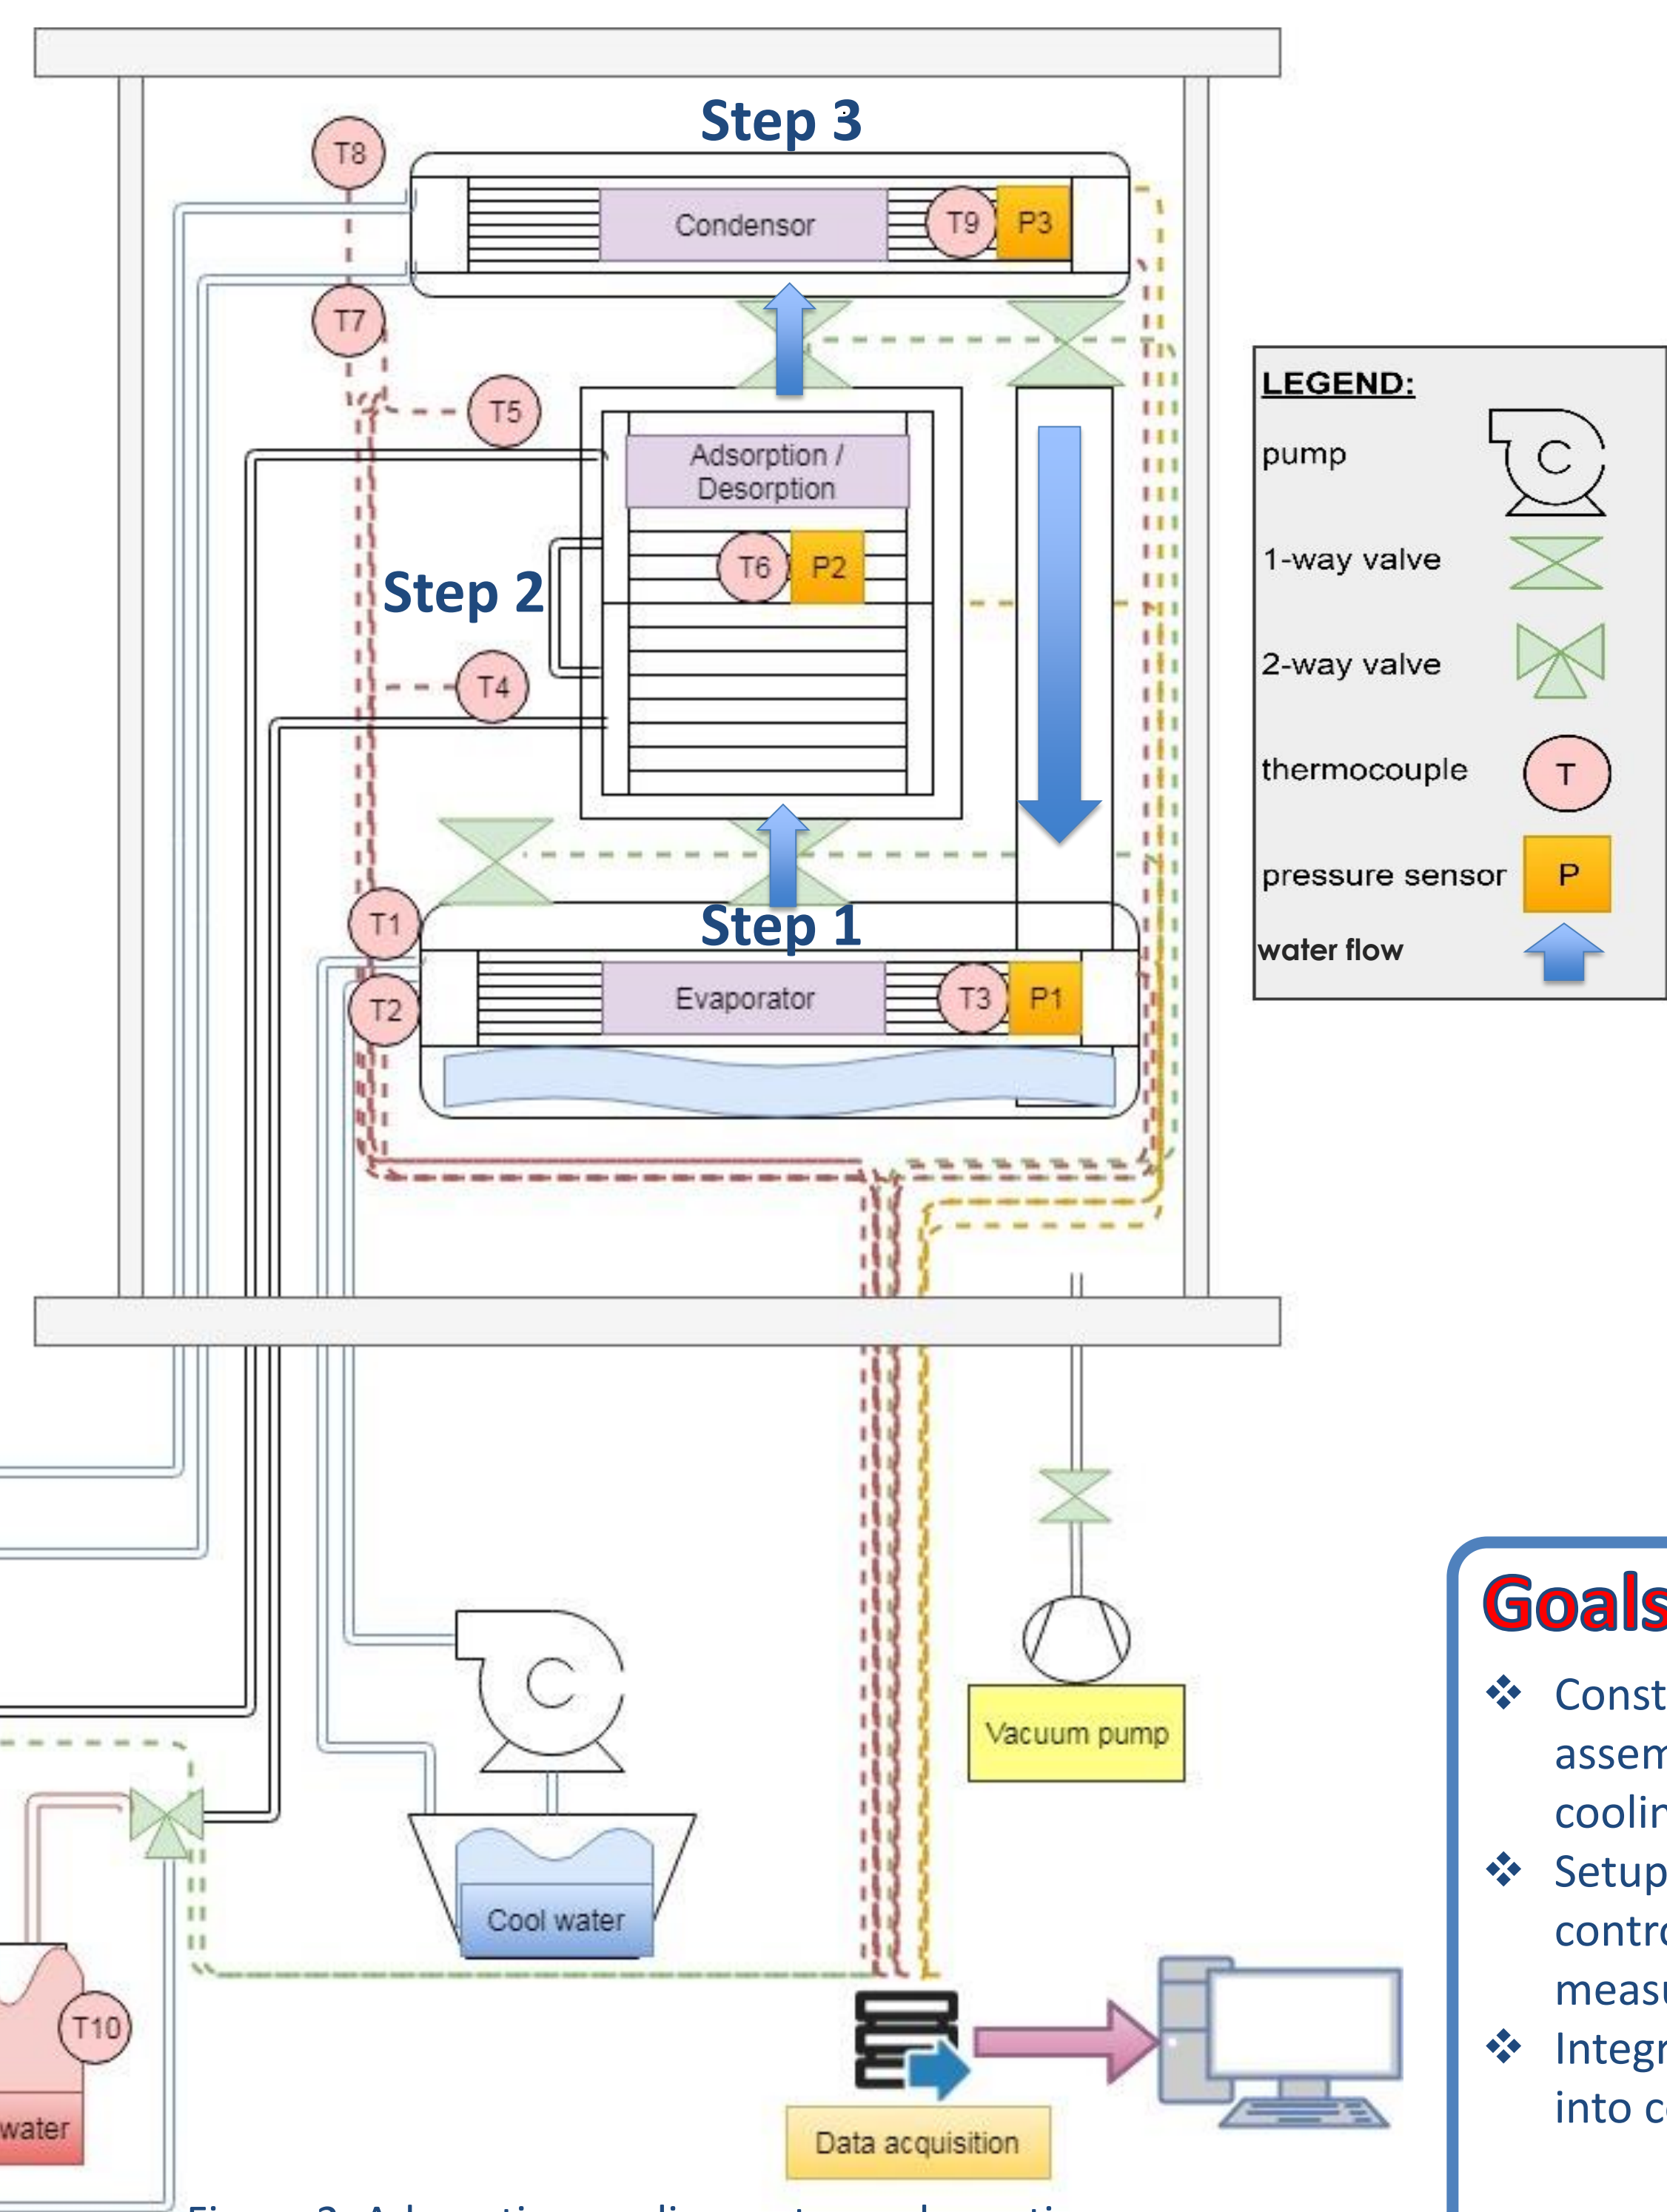 Step 3
T8
Condensor
T9
P3
T7
T5
Adsorption /
Desorption
T6
P2
Step 2
T4
T1
Step 1
T2
Evaporator
T3
P1
LEGEND:
pump
C
1-way valve
2-way valve
thermocouple
T
pressure sensor
P
water flow
C
Vacuum pump
Cool water
T10
water
Data acquisition
Goals
❖ Const
assem
coolin
❖ Setup
contro
measu
❖ Integr
into c